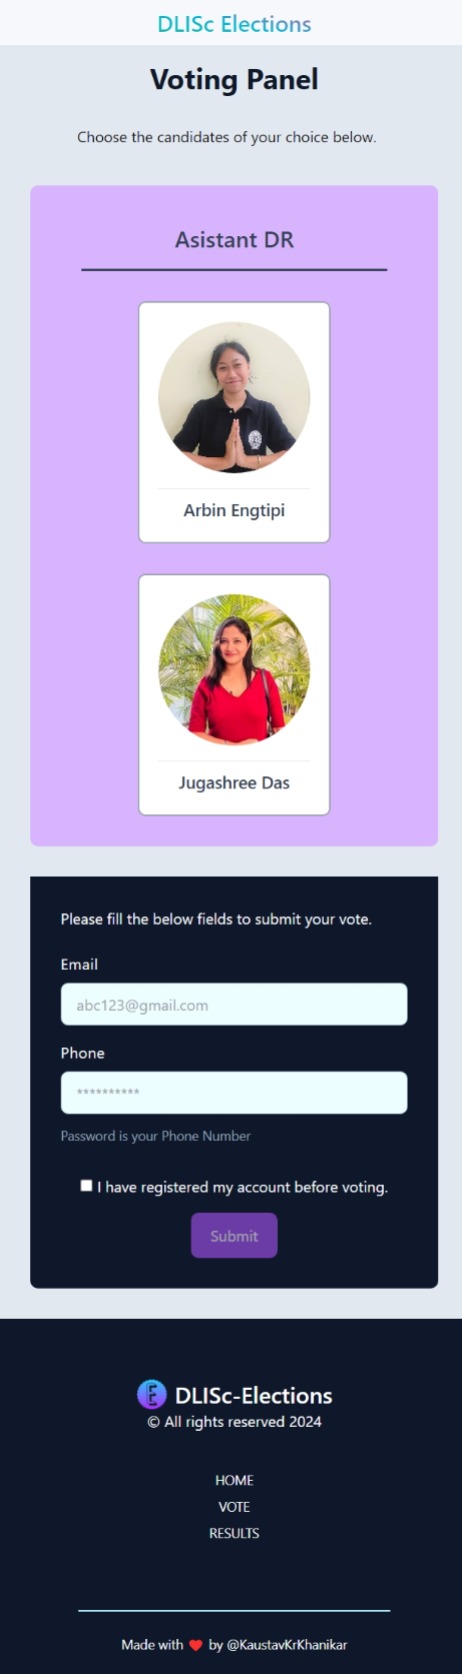 DLISc Elections
Voting Panel
Choose the candidates of your choice below.
Asistant DR
Arbin Engtipi
Jugashree Das
Please fill the below fields to submit your vote.
Email
abc123@gmail.com
Phone
**********
Password is your Phone Number
I have registered my account before voting.
Submit
DLISc-Elections
© All rights reserved 2024
HOME
VOTE
RESULTS
Made with ❤ by @KaustavKrKhanikar